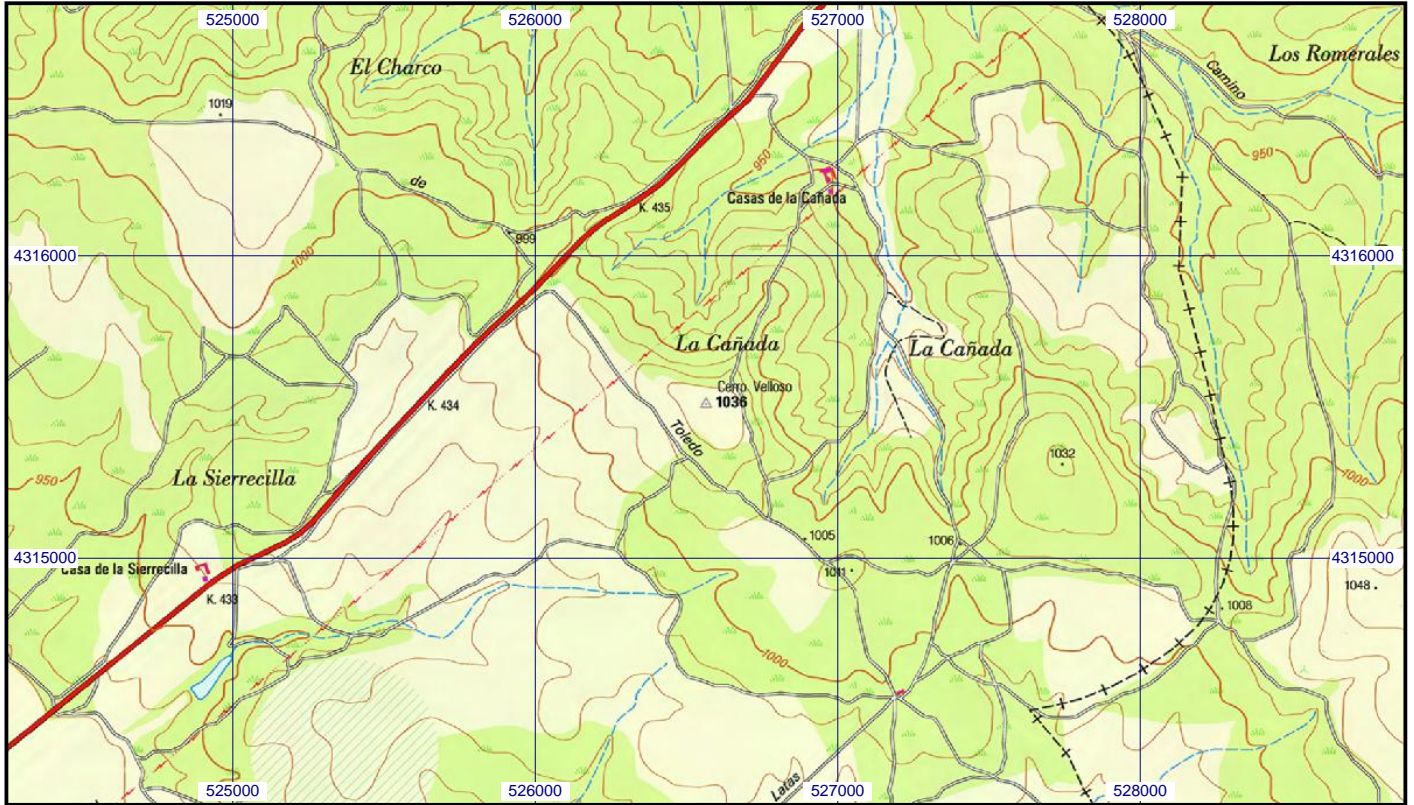 525000
526000
527000
528000
El Charco
Los Romerales
Camino
1019
950
950
de
K. 435
Casas de la Cañada
999
4316000
4316000
1000
La Cañada
La Cañada
Cerro Velloso
1036
K. 434
Toledo
1032
La Sierrecilla
950
1000
1005
1006
4315000
4315000
Casa de la Sierrecilla
1011
1048
K. 433
1008
1000
Latas
525000
526000
527000
528000